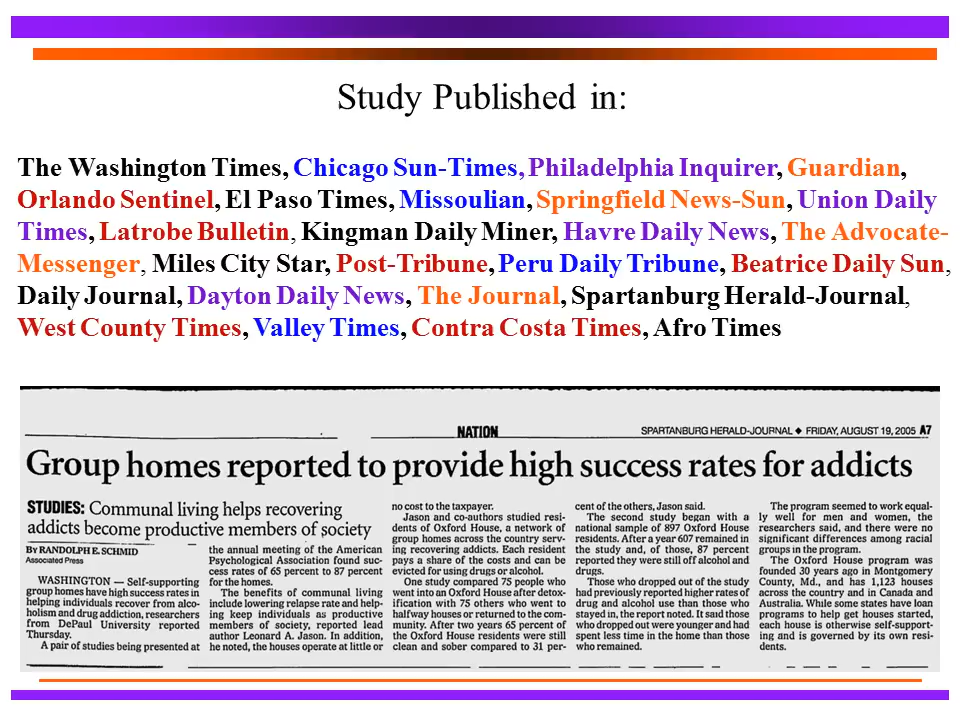 Study Published in:
The Washington Times, Chicago Sun-Times, Philadelphia Inquirer, Guardian,
Orlando Sentinel, El Paso Times, Missoulian, Springfield News-Sun, Union Daily
Times, Latrobe Bulletin, Kingman Daily Miner, Havre Daily News, The Advocate-
Messenger, Miles City Star, Post-Tribune, Peru Daily Tribune, Beatrice Daily Sun,
Daily Journal, Dayton Daily News, The Journal, Spartanburg Herald-Journal,
West County Times, Valley Times, Contra Costa Times, Afro Times
NATION
SPARTANBURG HERALD-JOURNAL ◆ FRIDAY, AUGUST 19, 2005 A7
Group homes reported to provide high success rates for addicts
STUDIES: Communal living helps recovering
addicts become productive members of society
BY RANDOLPH E. SCHMID
Associated Press
WASHINGTON — Self-supporting
group homes have high success rates in
helping individuals recover from alco-
holism and drug addiction, researchers
from DePaul University reported
Thursday.
A pair of studies being presented at
the annual meeting of the American
Psychological Association found suc-
cess rates of 65 percent to 87 percent
for the homes.
The benefits of communal living
include lowering relapse rate and help-
ing keep individuals as productive
members of society, reported lead
author Leonard A. Jason. In addition,
he noted, the houses operate at little or
no cost to the taxpayer.
Jason and co-authors studied resi-
dents of Oxford House, a network of
group homes across the country serv-
ing recovering addicts. Each resident
pays a share of the costs and can be
evicted for using drugs or alcohol.
One study compared 75 people who
went into an Oxford House after detox-
ification with 75 others who went to
halfway houses or returned to the com-
munity. After two years 65 percent of
the Oxford House residents were still
clean and sober compared to 31 per-
cent of the others, Jason said.
The second study began with a
national sample of 897 Oxford House
residents. After a year 607 remained in
the study and, of those, 87 percent
reported they were still off alcohol and
drugs.
Those who dropped out of the study
had previously reported higher rates of
drug and alcohol use than those who
stayed in, the report noted. It said those
who dropped out were younger and had
spent less time in the home than those
who remained.
The program seemed to work equal-
ly well for men and women, the
researchers said, and there were no
significant differences among racial
groups in the program.
The Oxford House program was
founded 30 years ago in Montgomery
County, Md., and has 1,123 houses
across the country and in Canada and
Australia. While some states have loan
programs to help get houses started,
each house is otherwise self-support-
ing and is governed by its own resi-
dents.